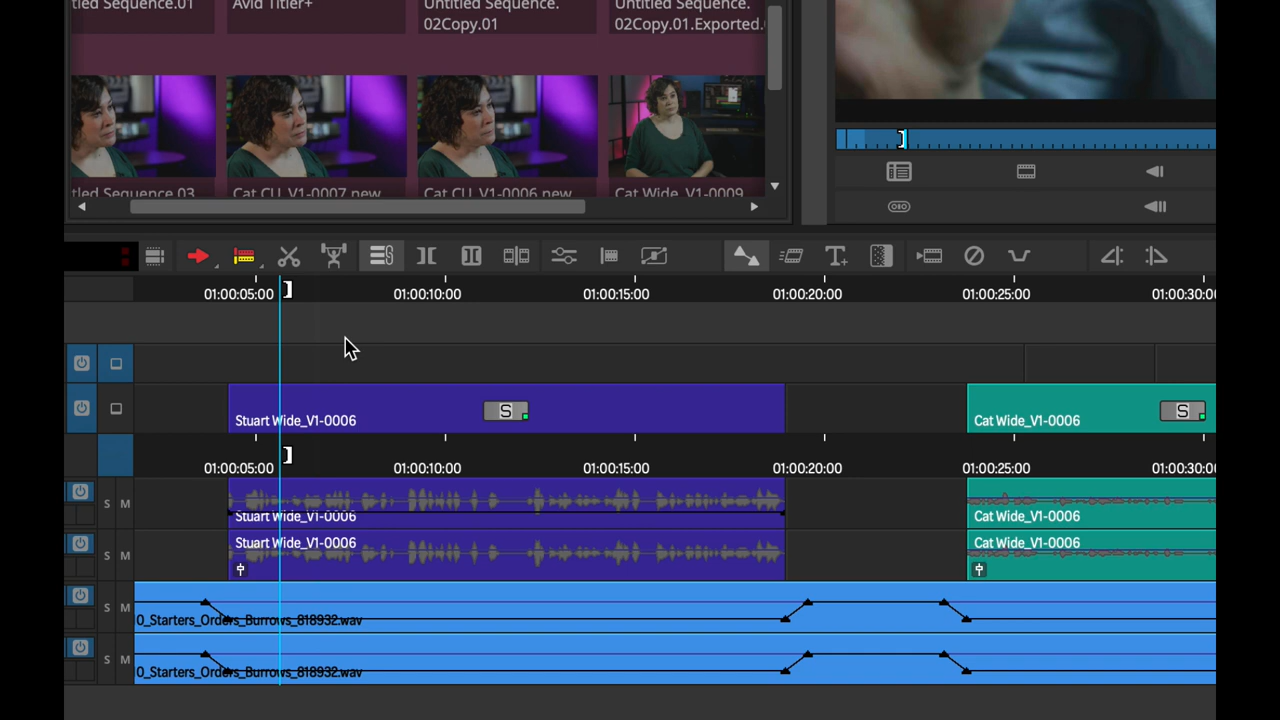 tled Sequence.01
Avid Titler+
Untitled Sequence.
02Copy.01
Untitled Sequence.
02Copy.01.Exported.
tled Sequence.03
Cat CU_V1-0007 new
Cat CU_V1-0006 new
Cat Wide_V1-0009
01:00:05:00
01:00:10:00
01:00:15:00
01:00:20:00
01:00:25:00
01:00:30:0
Stuart Wide_V1-0006
S
Cat Wide_V1-0006
S
01:00:05:00
01:00:10:00
01:00:15:00
01:00:20:00
01:00:25:00
01:00:30:0
S M
Stuart Wide_V1-0006
Cat Wide_V1-0006
S M
Stuart Wide_V1-0006
Cat Wide_V1-0006
S M
0_Starters_Orders_Burrows_818932.wav
S M
0_Starters_Orders_Burrows_818932.wav